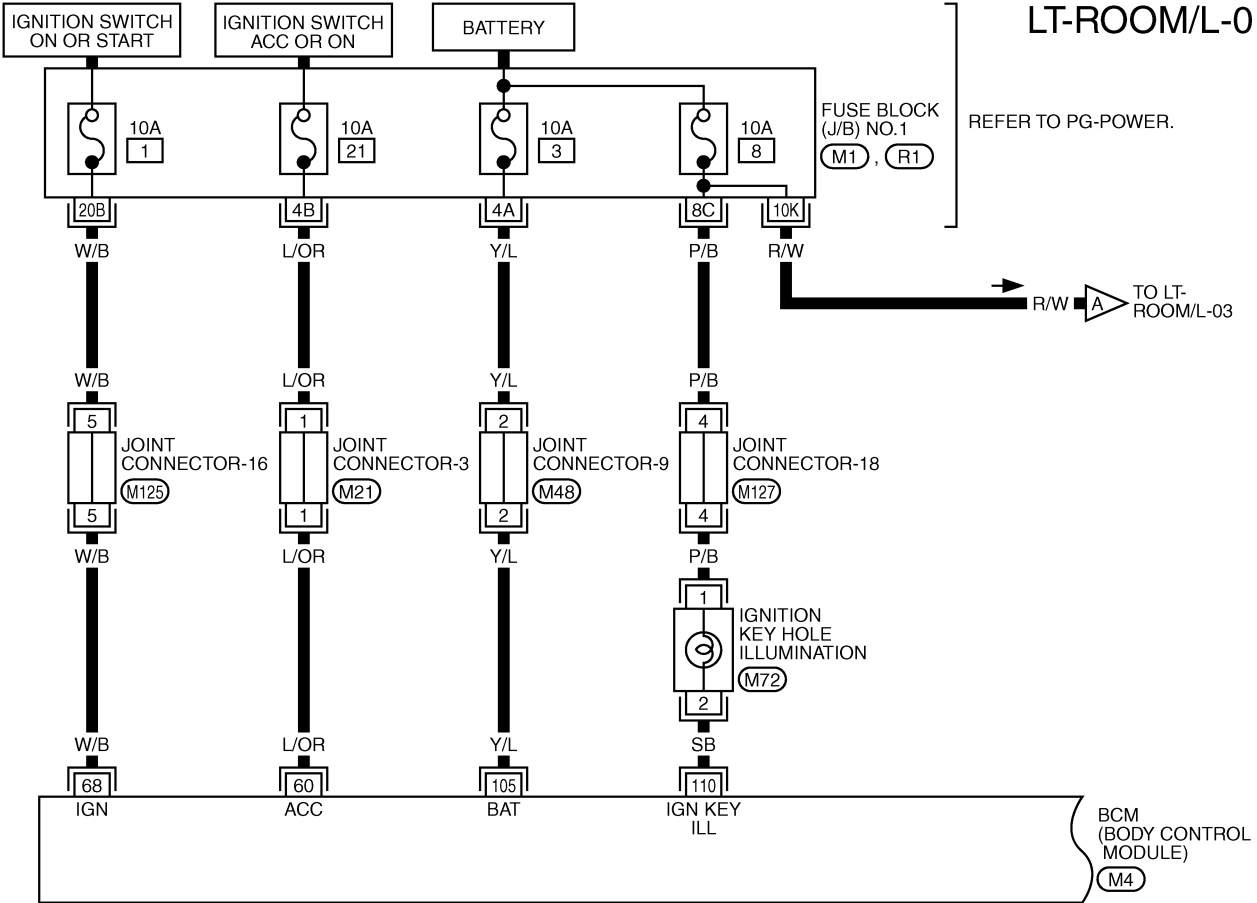 LT-ROOM/L-0
IGNITION SWITCH
ON OR START
IGNITION SWITCH
ACC OR ON
BATTERY
10A
1
10A
21
10A
3
10A
8
FUSE BLOCK
(J/B) NO.1
M1 , R1
REFER TO PG-POWER.
20B
4B
4A
8C
10K
W/B
L/OR
Y/L
P/B
R/W
R/W
A
TO LT-
ROOM/L-03
W/B
L/OR
Y/L
P/B
5
1
2
4
JOINT
CONNECTOR-16
M125
JOINT
CONNECTOR-3
M21
JOINT
CONNECTOR-9
M48
JOINT
CONNECTOR-18
M127
5
1
2
4
W/B
L/OR
Y/L
P/B
1
IGNITION
KEY HOLE
ILLUMINATION
M72
2
W/B
L/OR
Y/L
SB
68
60
105
110
IGN
ACC
BAT
IGN KEY
ILL
BCM
(BODY CONTROL
MODULE)
M4